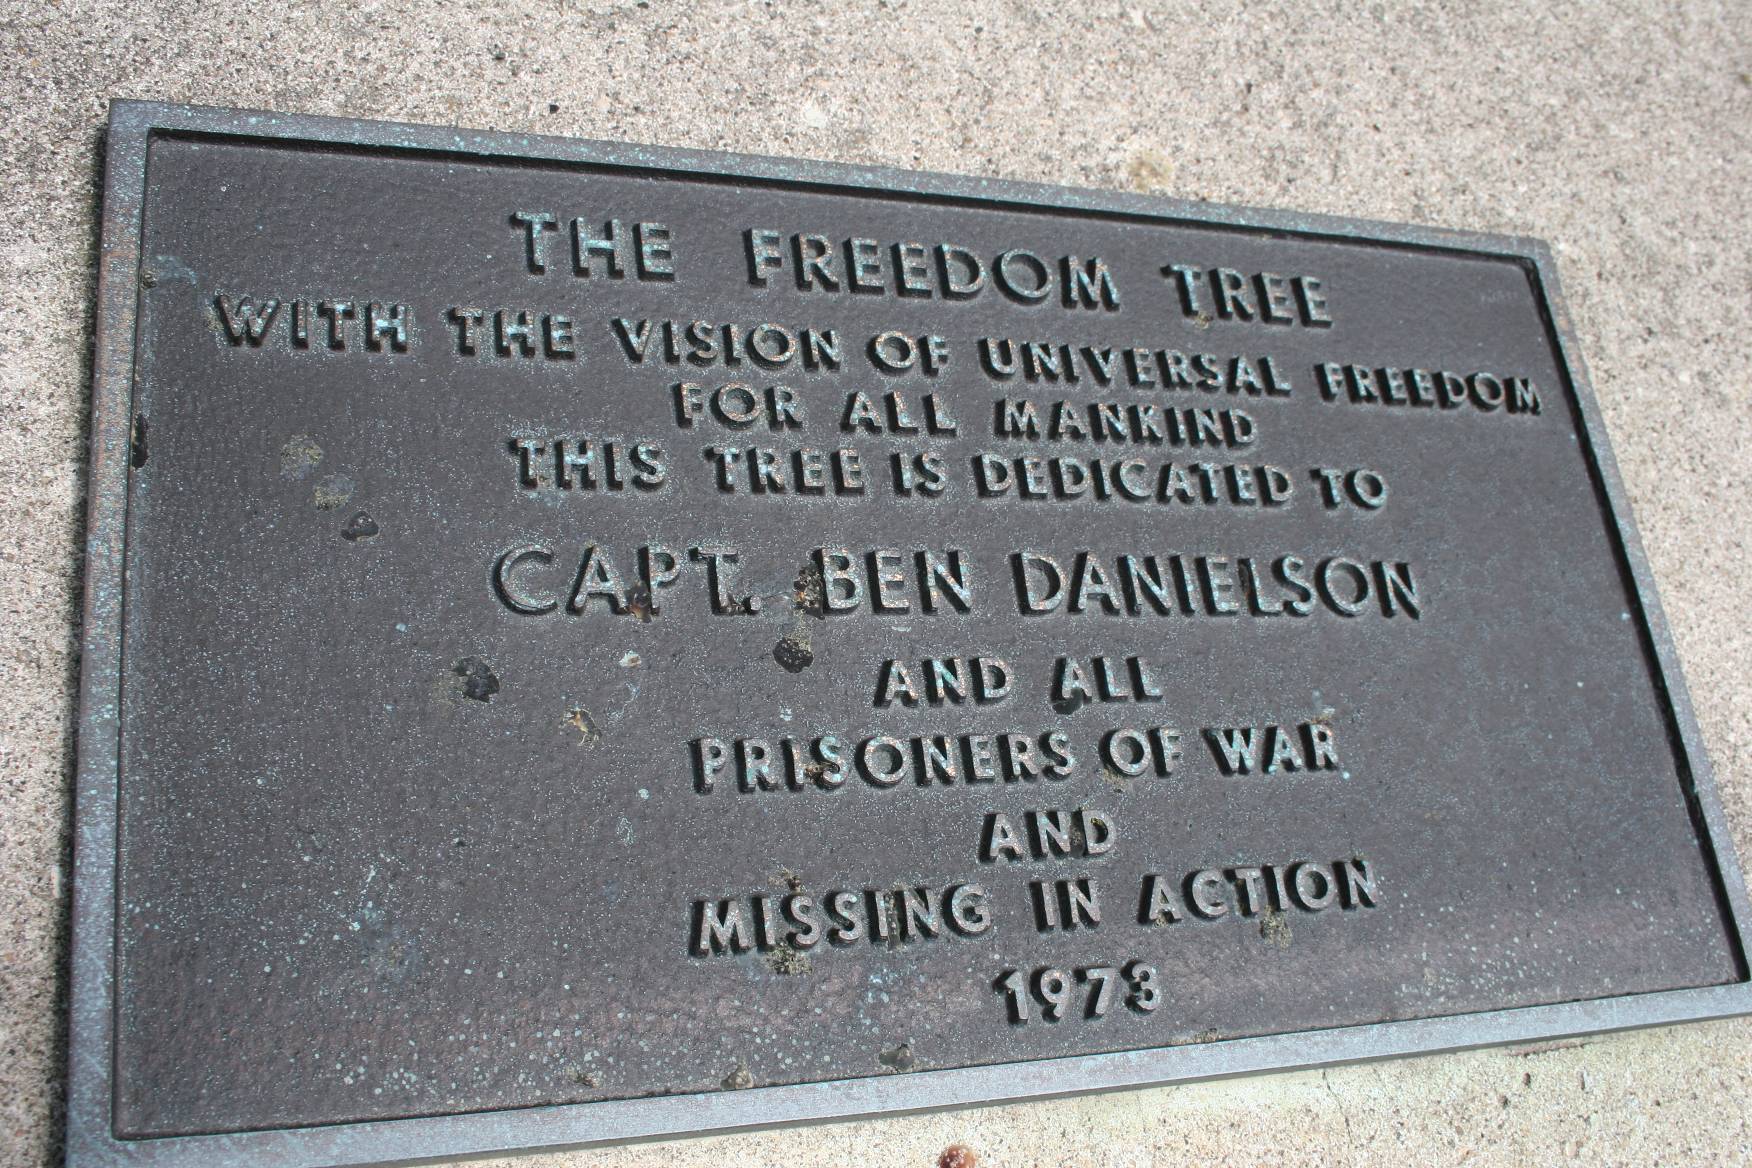 THE FREEDOM TREE
WITH THE VISION OF UNIVERSAL FREEDOM
FOR ALL MANKIND
THIS TREE IS DEDICATED TO
CAPT. BEN DANIELSON
AND ALL
PRISONERS OF WAR
AND
MISSING IN ACTION
1973